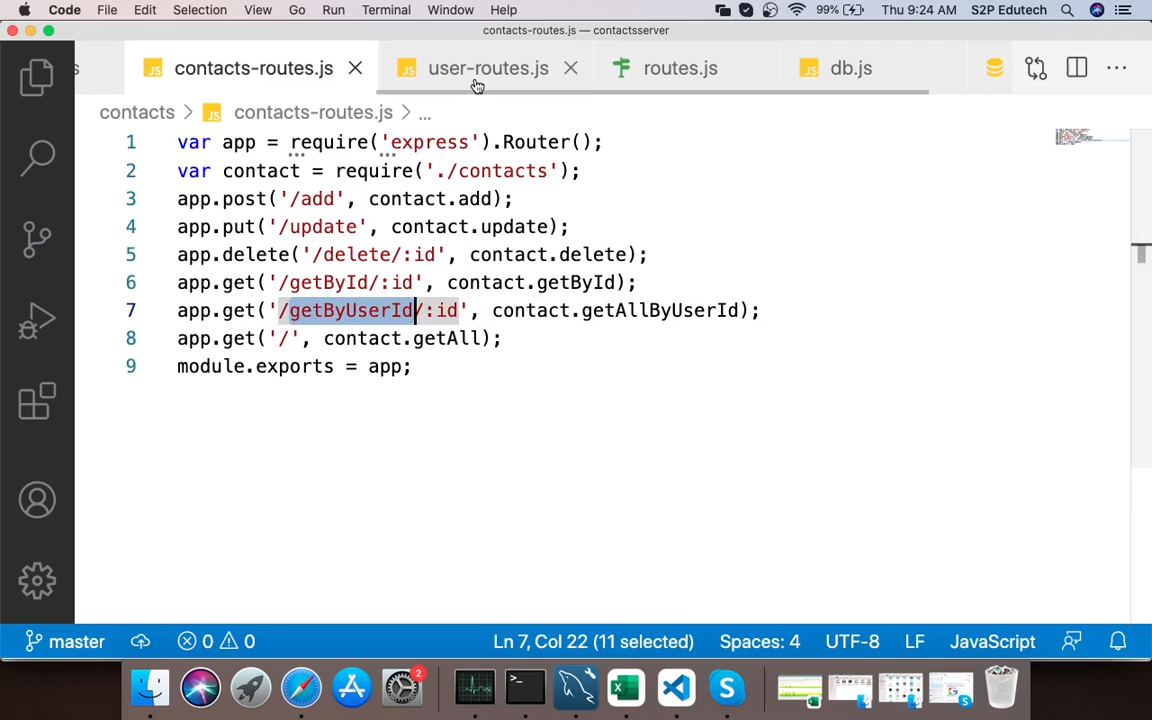 Code File Edit Selection View Go Run Terminal Window Help 99% Thu 9:24 AM S2P Edutech
contacts-routes.js — contactsserver
s JS contacts-routes.js JS user-routes.js routes.js JS db.js
contacts > JS contacts-routes.js > ...
1 var app = require('express').Router();
2 var contact = require('./contacts');
3 app.post('/add', contact.add);
4 app.put('/update', contact.update);
5 app.delete('/delete/:id', contact.delete);
6 app.get('/getById/:id', contact.getById);
7 app.get('/getByUserId/:id', contact.getAllByUserId);
8 app.get('/', contact.getAll);
9 module.exports = app;
master 0 0 Ln 7, Col 22 (11 selected) Spaces: 4 UTF-8 LF JavaScript
2